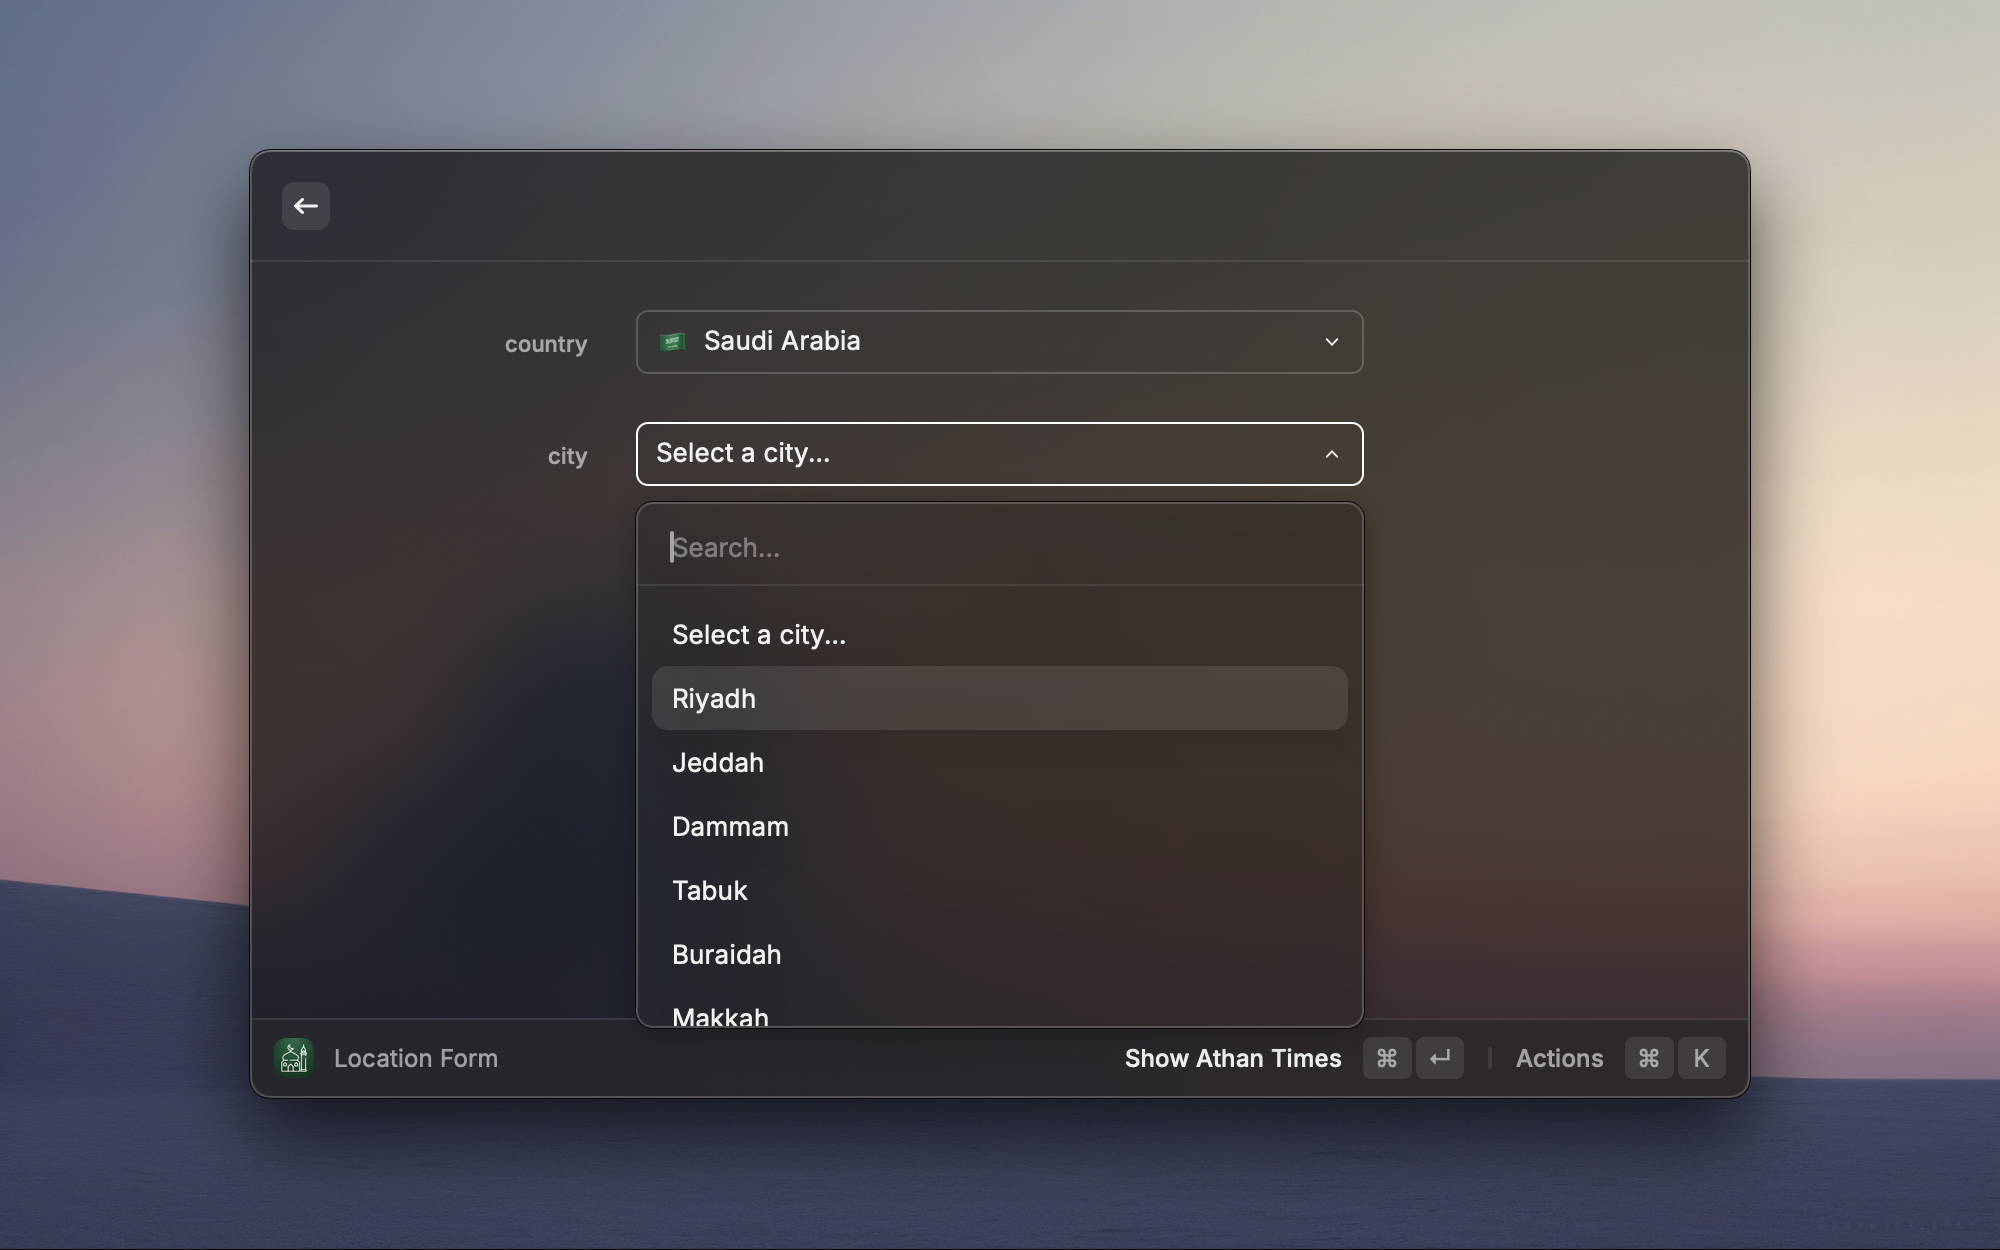 country
Saudi Arabia
city
Select a city...
Search...
Select a city...
Riyadh
Jeddah
Dammam
Tabuk
Buraidah
Makkah
Location Form
Show Athan Times ⌘ ↵ Actions ⌘ K